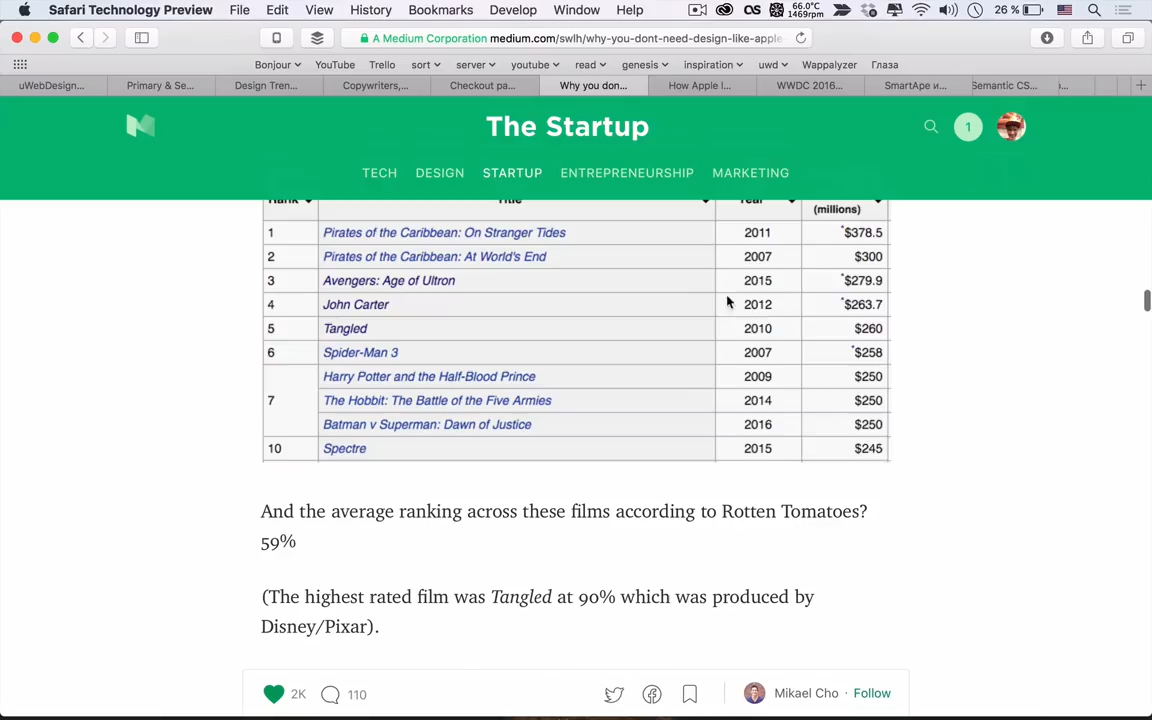 Safari Technology Preview File Edit View History Bookmarks Develop Window Help 66.0°C 1469rpm 26 %
A Medium Corporation medium.com/swlh/why-you-dont-need-design-like-apple-
Bonjour YouTube Trello sort server youtube read genesis inspiration uwd Wappalyzer Глаза
uWebDesign... Primary & Se... Design Tren... Copywriters,... Checkout pa... Why you don... How Apple l... WWDC 2016... SmartApe и... Semantic CS...
The Startup
1
TECH DESIGN STARTUP ENTREPRENEURSHIP MARKETING
Rank Title Year
(millions)
1 Pirates of the Caribbean: On Stranger Tides 2011 *$378.5
2 Pirates of the Caribbean: At World's End 2007 $300
3 Avengers: Age of Ultron 2015 *$279.9
4 John Carter 2012 *$263.7
5 Tangled 2010 $260
6 Spider-Man 3 2007 *$258
Harry Potter and the Half-Blood Prince 2009 $250
7 The Hobbit: The Battle of the Five Armies 2014 $250
Batman v Superman: Dawn of Justice 2016 $250
10 Spectre 2015 $245
And the average ranking across these films according to Rotten Tomatoes?
59%
(The highest rated film was Tangled at 90% which was produced by
Disney/Pixar).
2K 110 Mikael Cho · Follow